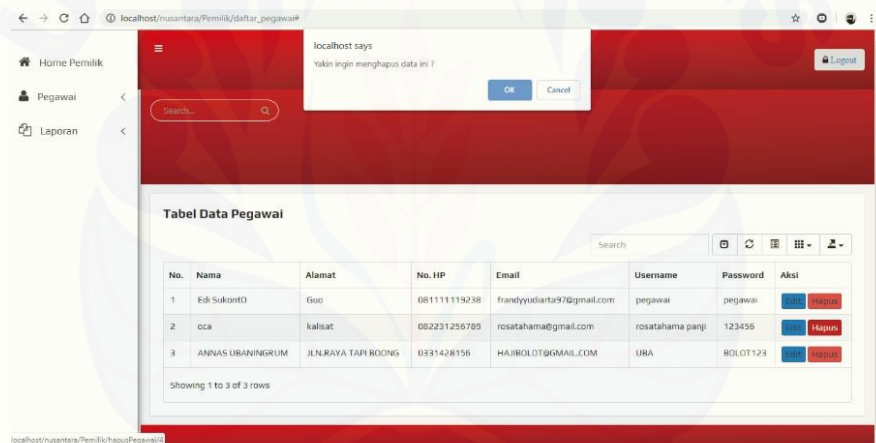 localhost/nusantara/Pemilik/daftar_pegawai#
localhost says
Yakin ingin menghapus data ini ?
OK Cancel
Home Pemilik
Pegawai
Laporan
Logout
Search...
Tabel Data Pegawai
Search
No. Nama Alamat No. HP Email Username Password Aksi
1 Edi SukontO Guo 081111119238 frandyyudiarta97@gmail.com pegawai pegawai Edit Hapus
2 oca kalisat 082231256789 rosatahama@gmail.com rosatahama panji 123456 Edit Hapus
3 ANNAS UBANINGRUM JLN.RAYA TAPI BOONG 0331428156 HAJIBOLOT@GMAIL.COM UBA BOLOT123 Edit Hapus
Showing 1 to 3 of 3 rows
localhost/nusantara/Pemilik/hapusPegawai/4